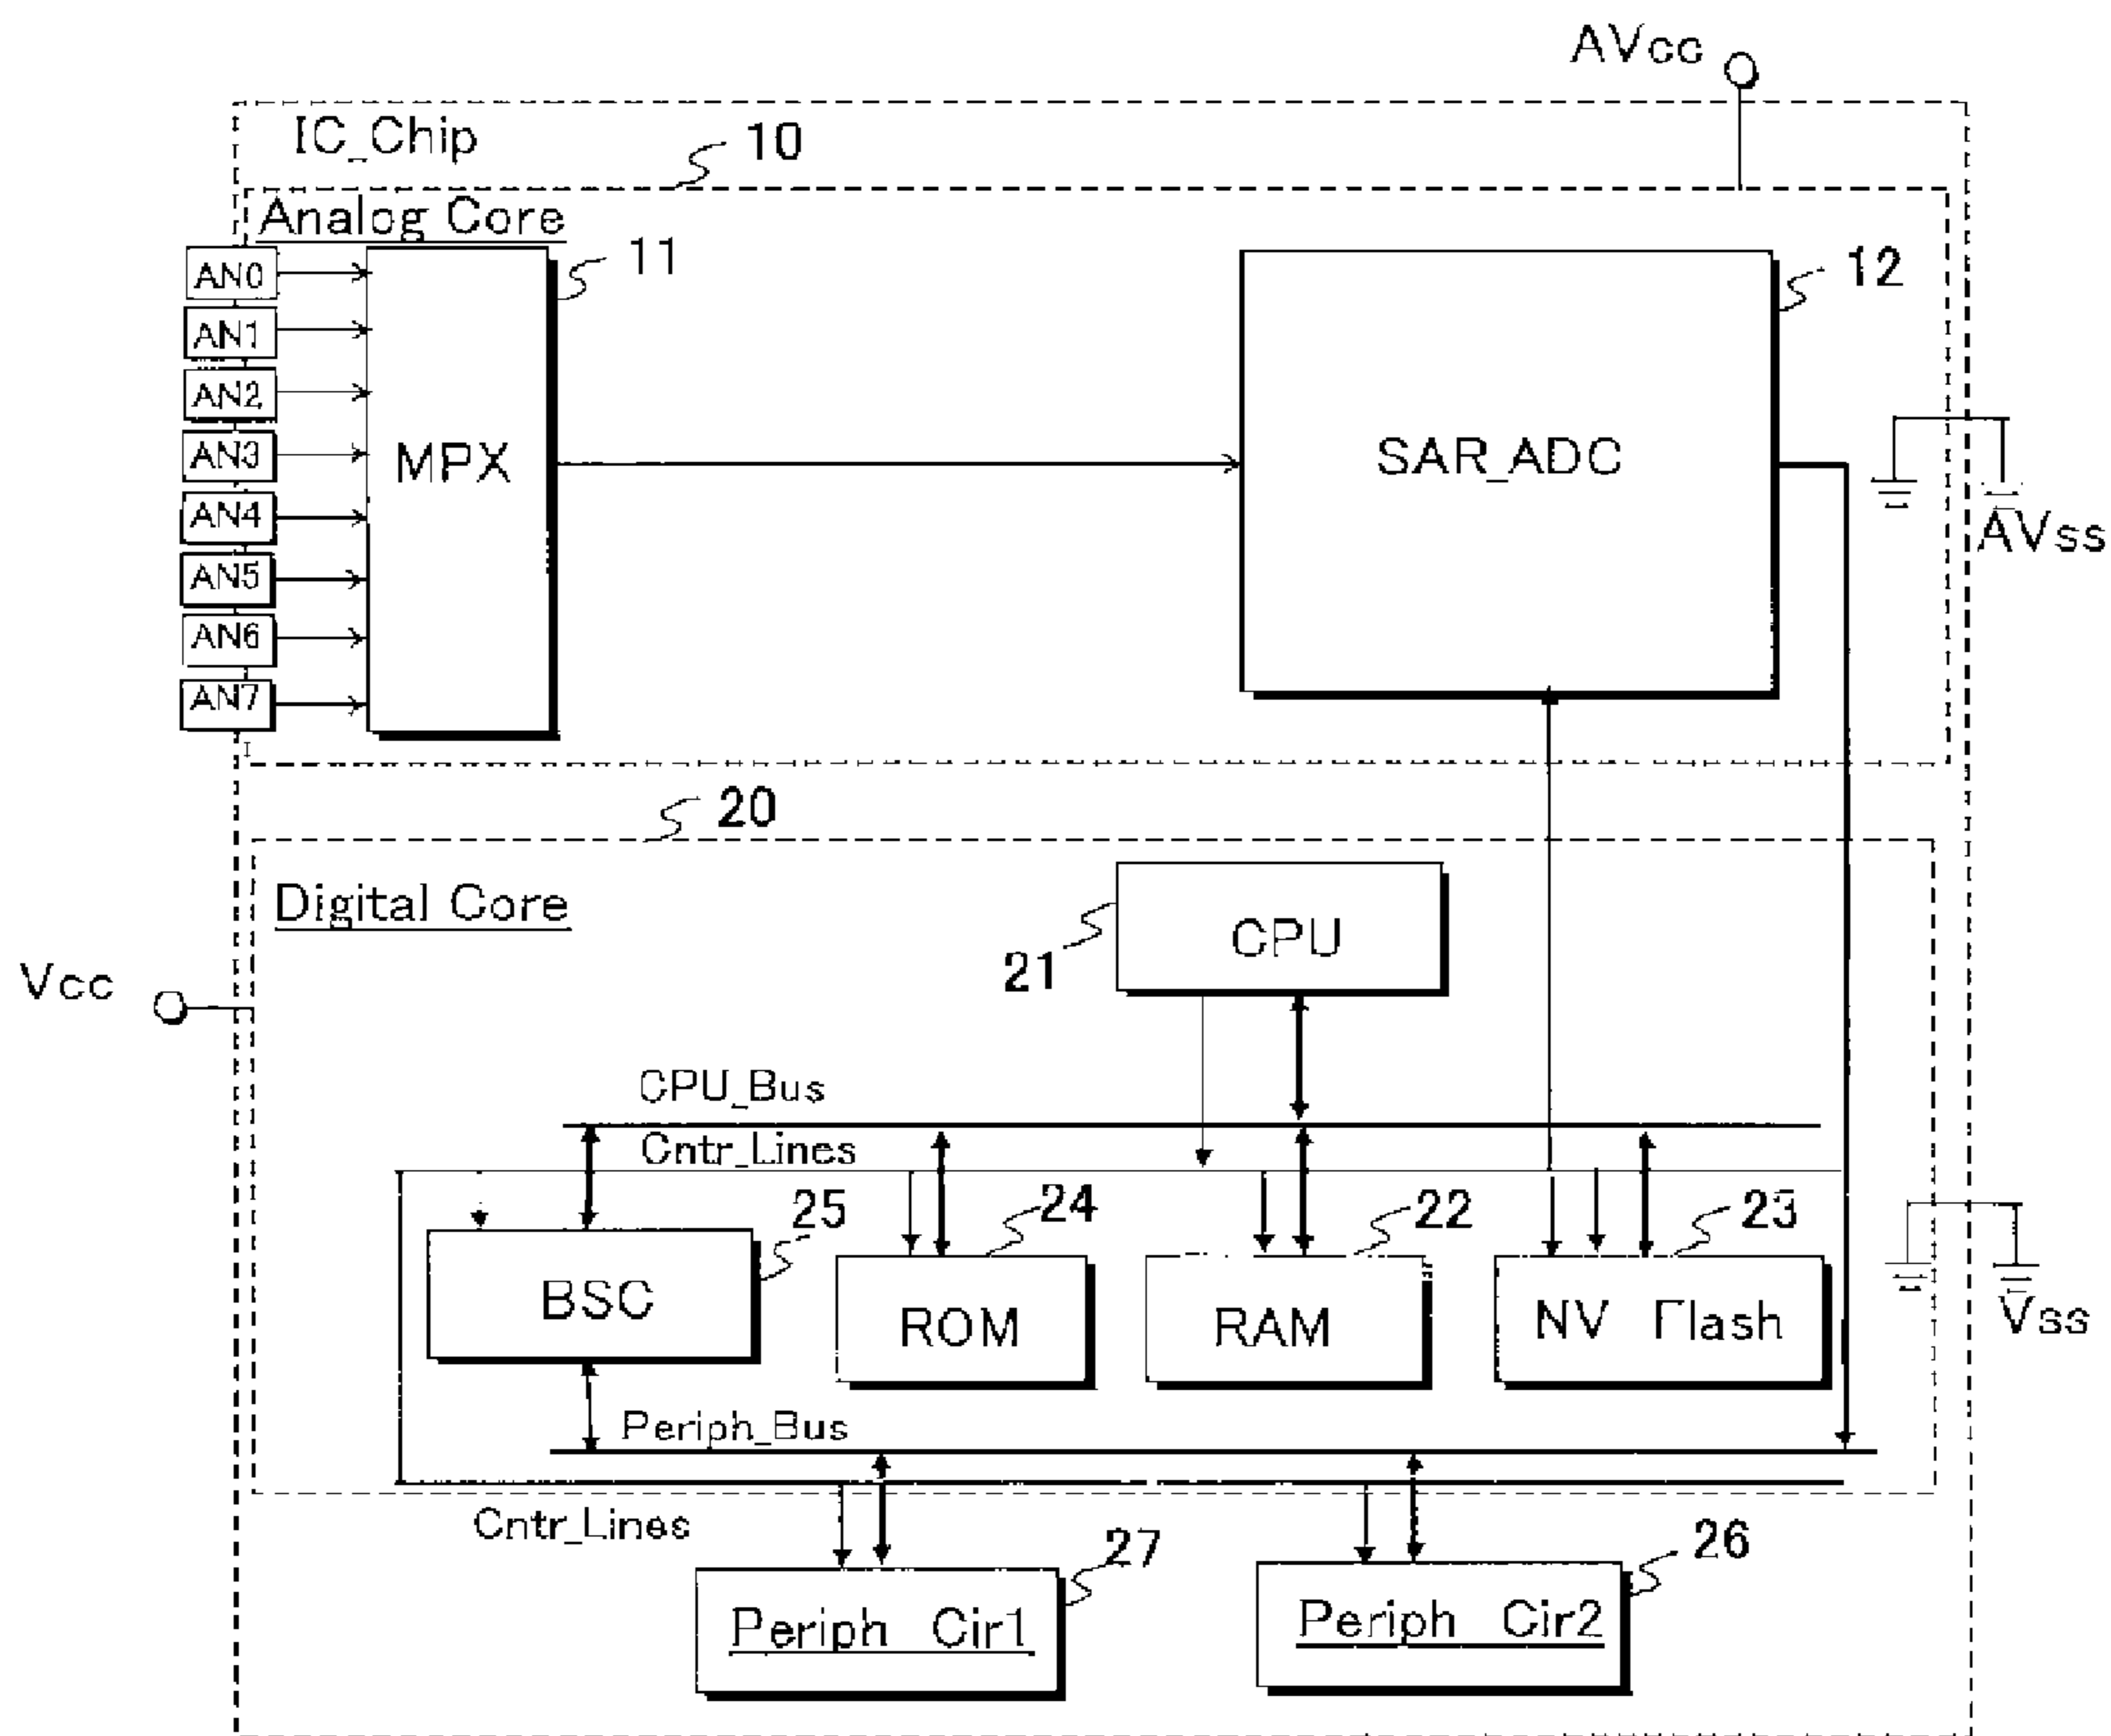 AVcc
IC_Chip
10
Analog Core
11
12
AN0
AN1
AN2
AN3
AN4
AN5
AN6
AN7
MPX
SAR_ADC
AVss
20
Digital Core
CPU
21
Vcc
CPU_Bus
Cntr_Lines
25
24
22
23
BSC
ROM
RAM
NV Flash
Vss
Periph_Bus
Cntr_Lines
27
26
Periph Cir1
Periph Cir2